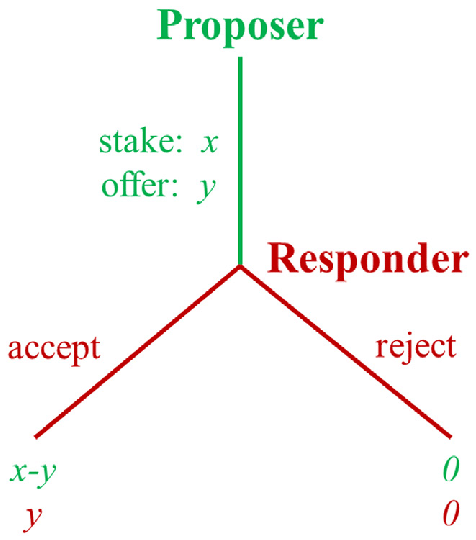 Proposer
stake: x
offer: y
Responder
accept
reject
x-y
0
y
0